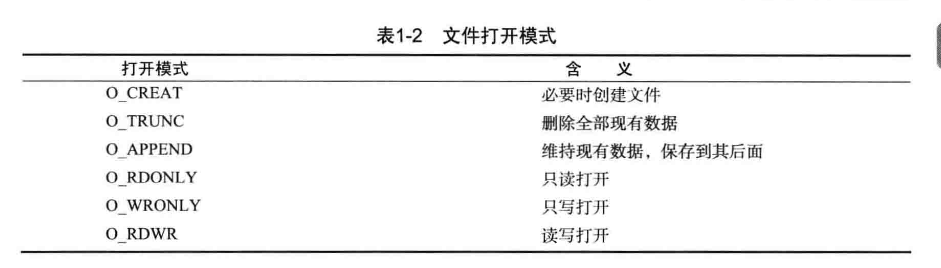 表1-2 文件打开模式
打开模式 含 义
O_CREAT 必要时创建文件
O_TRUNC 删除全部现有数据
O_APPEND 维持现有数据，保存到其后面
O_RDONLY 只读打开
O_WRONLY 只写打开
O_RDWR 读写打开